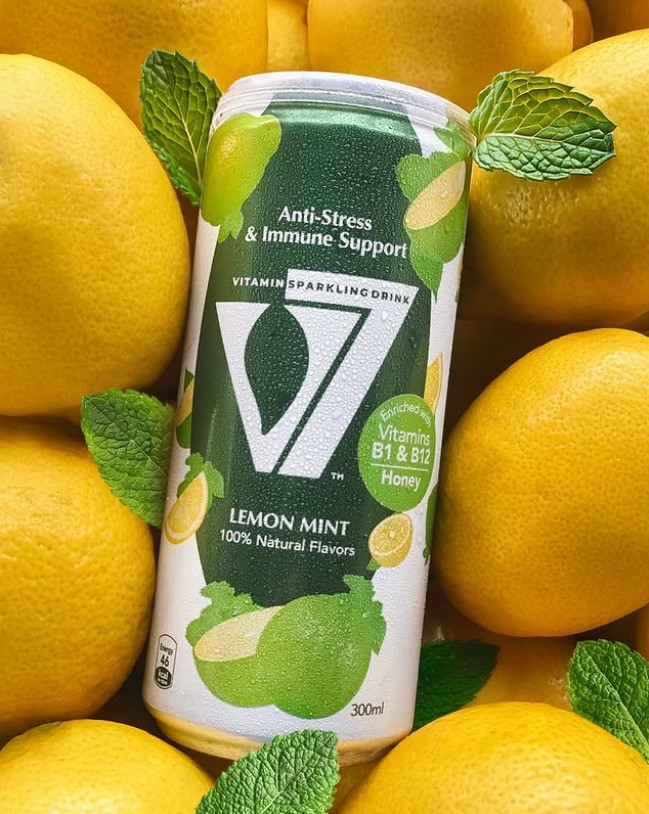 Anti-Stress
& Immune Support
VITAMIN SPARKLING DRINK
V7
TM
Enriched with
Vitamins
B1 & B12
Honey
LEMON MINT
100% Natural Flavors
Energy
46
kcal
300ml